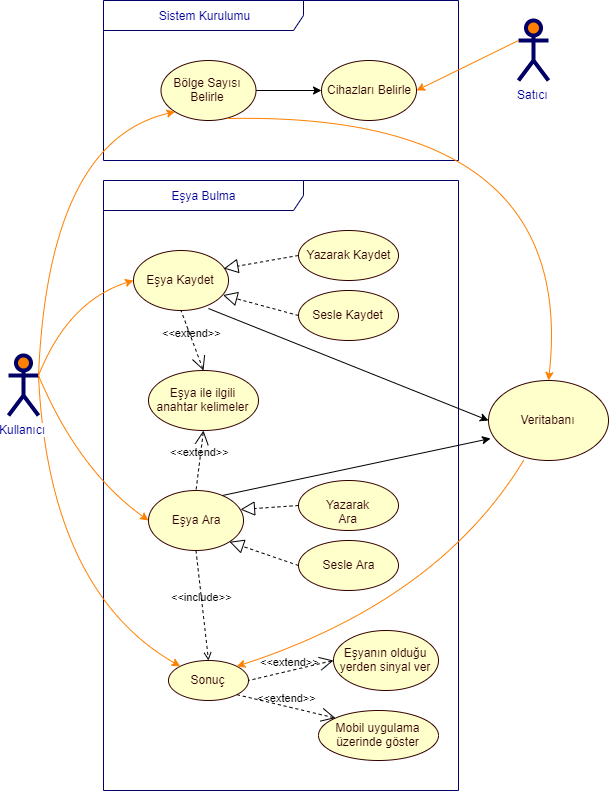 Sistem Kurulumu
Bölge Sayısı
Belirle
Cihazları Belirle
Satıcı
Eşya Bulma
Eşya Kaydet
Yazarak Kaydet
Sesle Kaydet
<<extend>>
Eşya ile ilgili
anahtar kelimeler
Kullanıcı
Veritabanı
<<extend>>
Eşya Ara
Yazarak
Ara
Sesle Ara
<<include>>
Sonuç
<<extend>>
Eşyanın olduğu
yerden sinyal ver
<<extend>>
Mobil uygulama
üzerinde göster